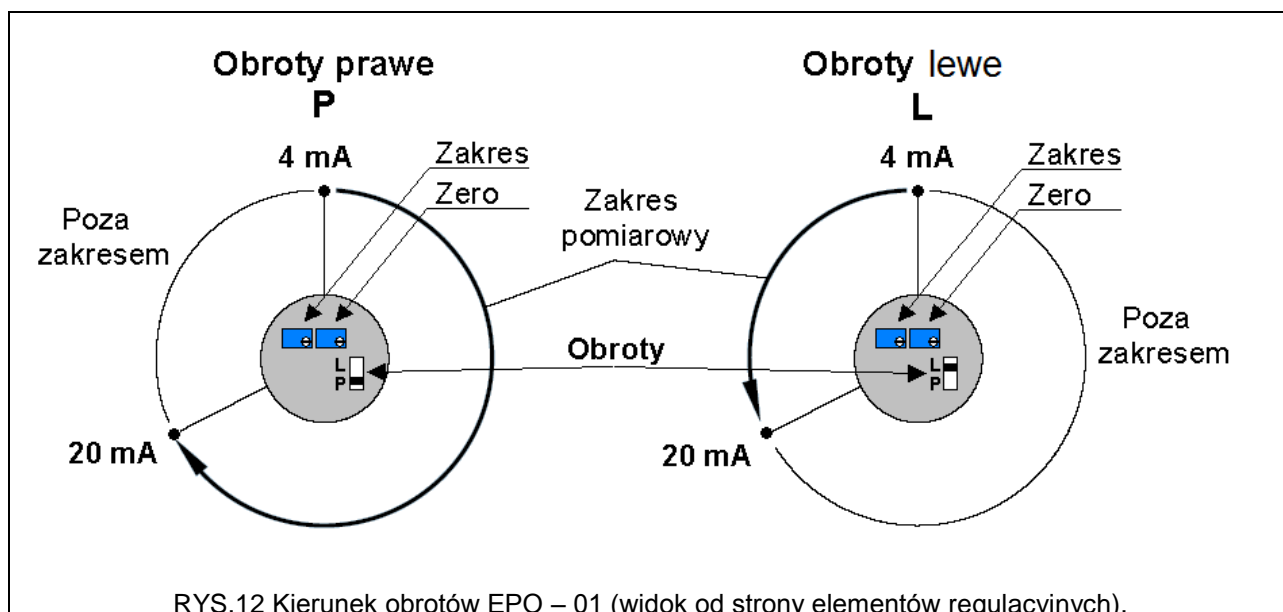 Obroty prawe
P
4 mA
Zakres
Zero
Poza
zakresem
L
P
20 mA
Zakres
pomiarowy
Obroty
Obroty lewe
L
4 mA
Zakres
Zero
Poza
zakresem
L
P
20 mA
RYS.12 Kierunek obrotów EPO – 01 (widok od strony elementów regulacyjnych).